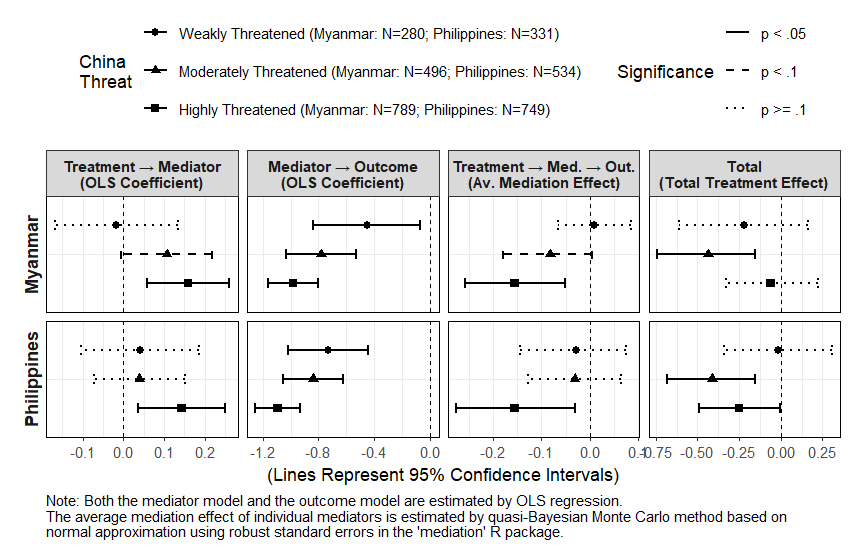 China
Threat
Weakly Threatened (Myanmar: N=280; Philippines: N=331)
Moderately Threatened (Myanmar: N=496; Philippines: N=534)
Highly Threatened (Myanmar: N=789; Philippines: N=749)
Significance
p < .05
p < .1
p >= .1
Treatment → Mediator
(OLS Coefficient)
Mediator → Outcome
(OLS Coefficient)
Treatment → Med. → Out.
(Av. Mediation Effect)
Total
(Total Treatment Effect)
Myanmar
Philippines
-0.1 0.0 0.1 0.2
-1.2 -0.8 -0.4 0.0
-0.2 -0.1 0.0 0.1
-0.75 -0.50 -0.25 0.00 0.25
(Lines Represent 95% Confidence Intervals)
Note: Both the mediator model and the outcome model are estimated by OLS regression.
The average mediation effect of individual mediators is estimated by quasi-Bayesian Monte Carlo method based on
normal approximation using robust standard errors in the 'mediation' R package.